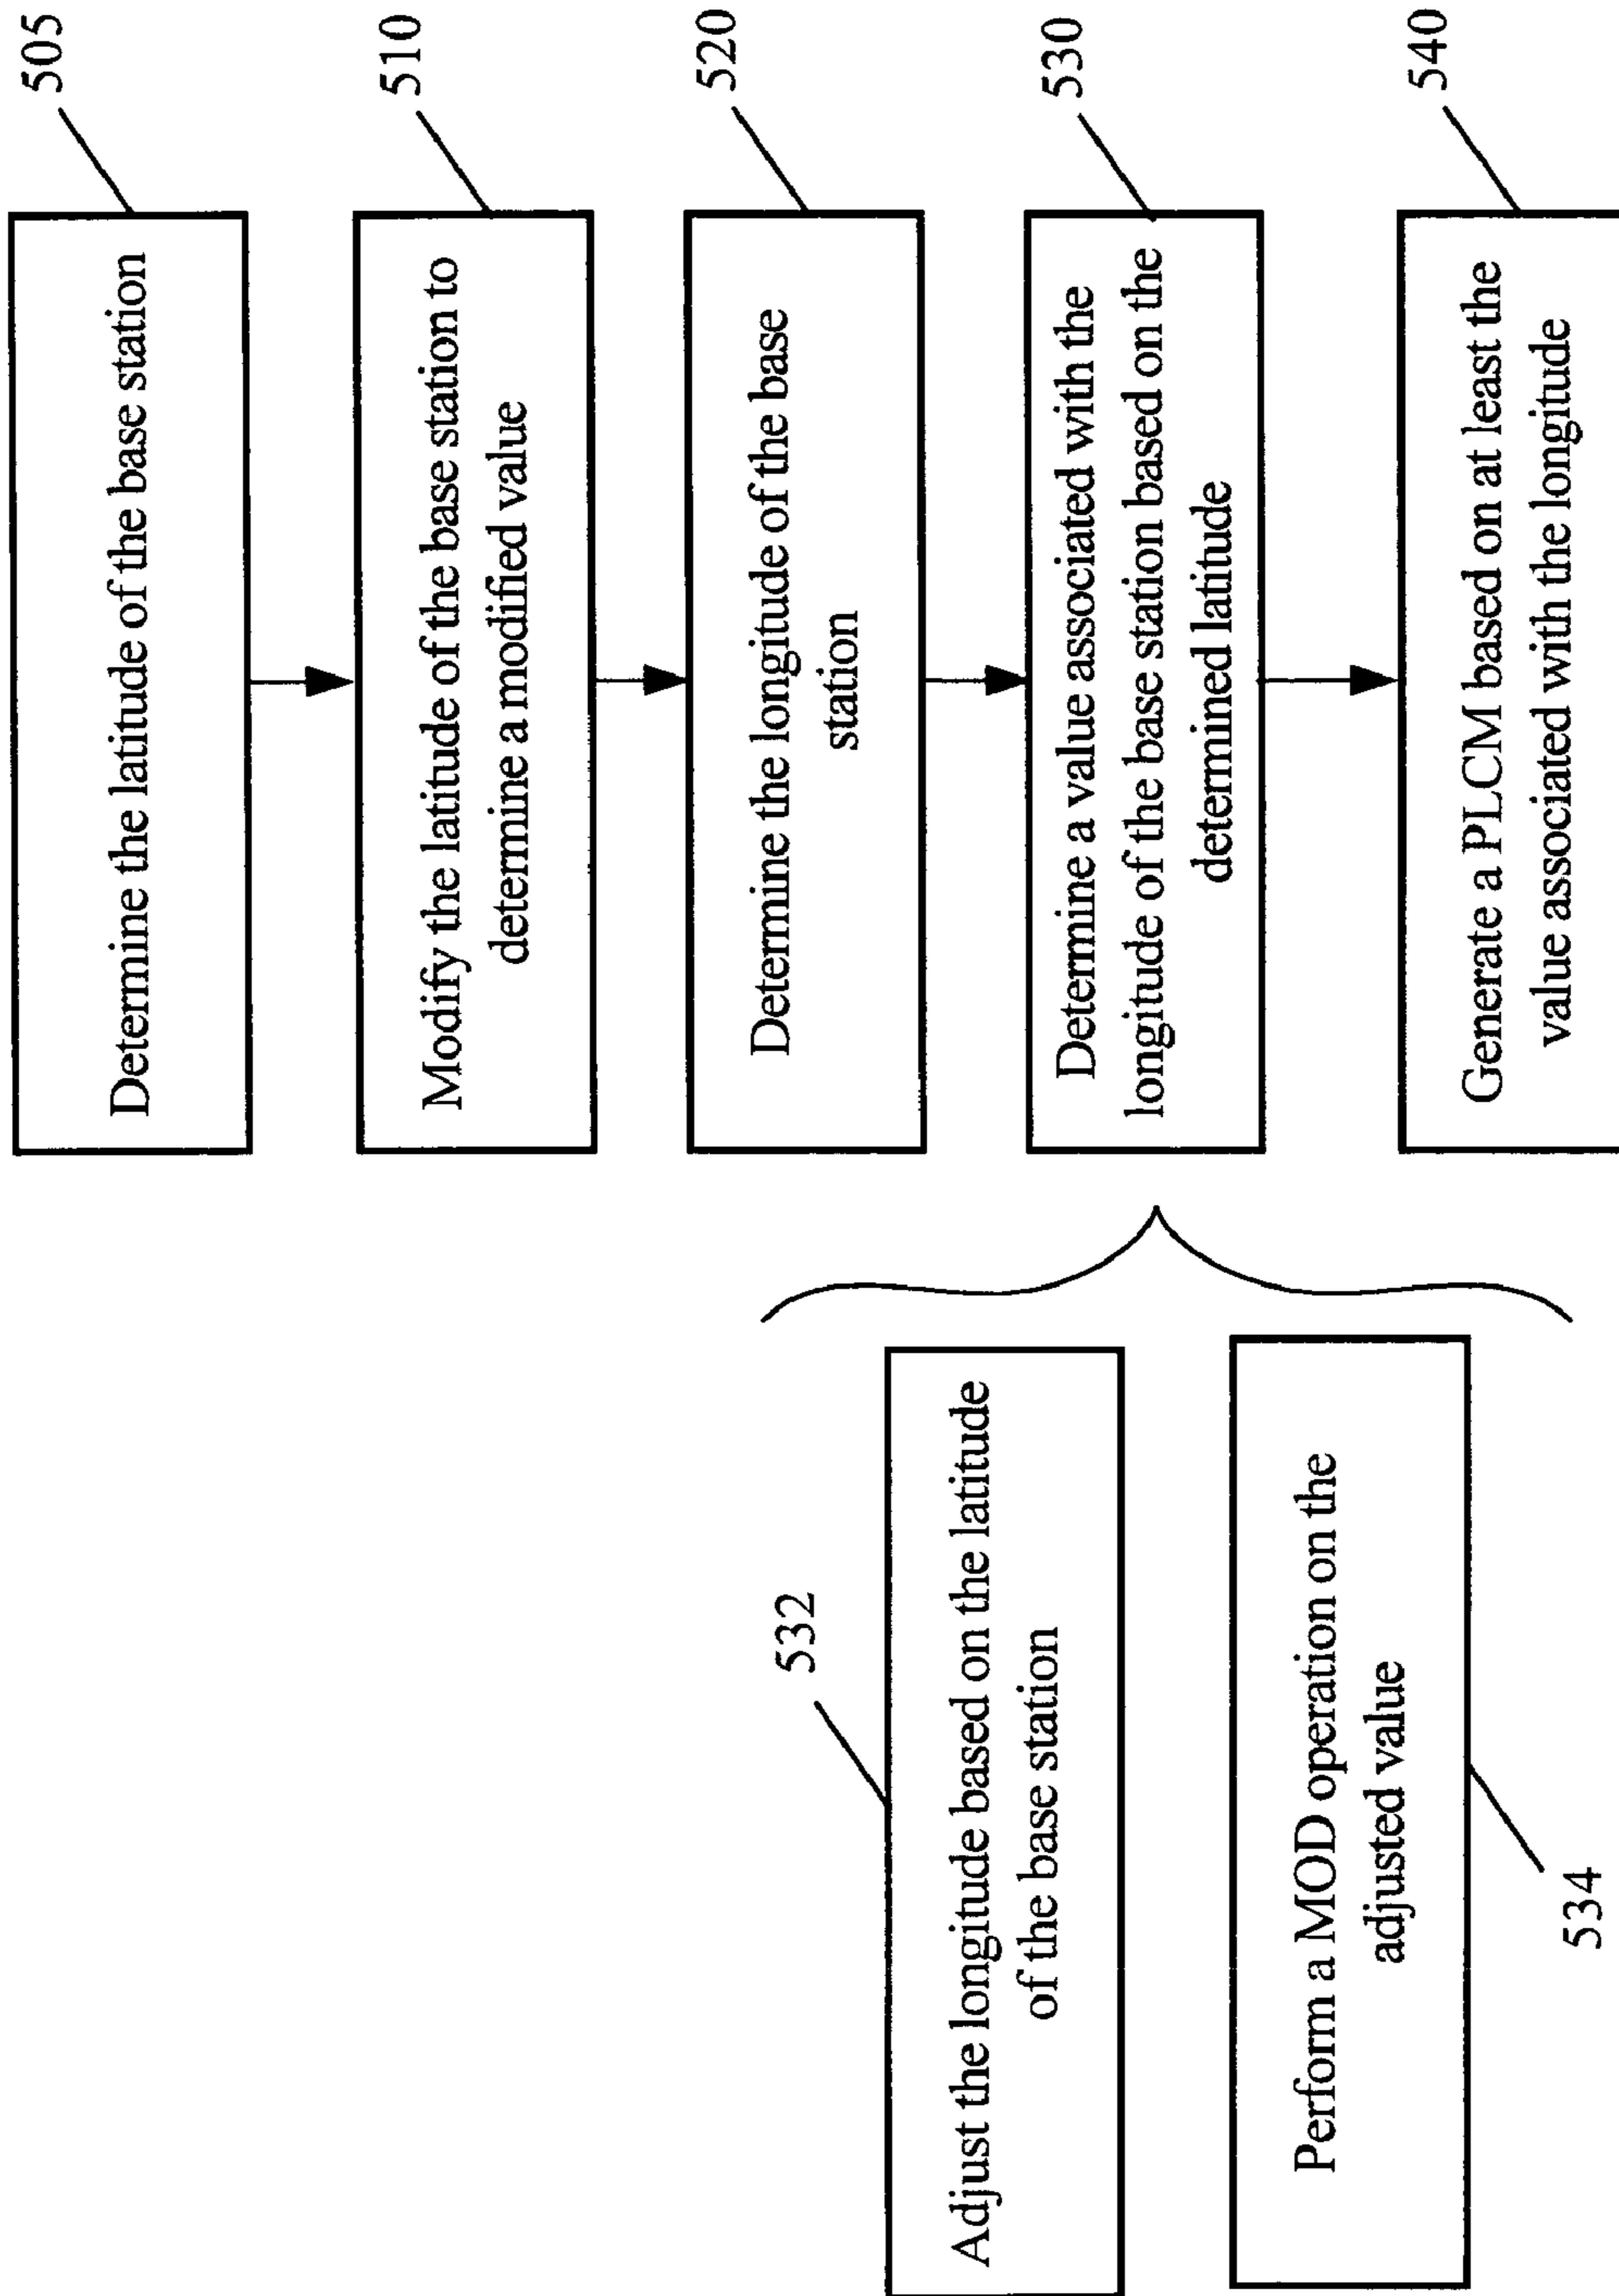 505
Determine the latitude of the base station
510
Modify the latitude of the base station to
determine a modified value
520
Determine the longitude of the base
station
530
Determine a value associated with the
longitude of the base station based on the
determined latitude
532
Adjust the longitude based on the latitude
of the base station
Perform a MOD operation on the
adjusted value
534
540
Generate a PLCM based on at least the
value associated with the longitude